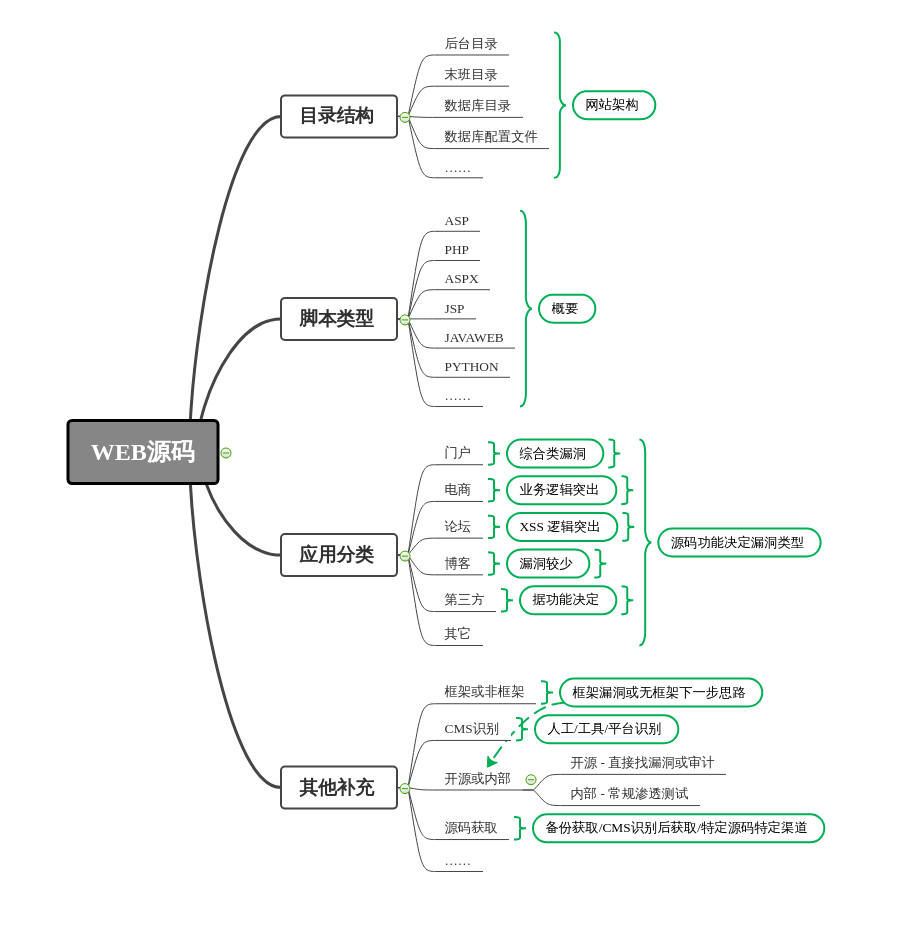 WEB源码
目录结构
后台目录
末班目录
数据库目录
数据库配置文件
……
网站架构
脚本类型
ASP
PHP
ASPX
JSP
JAVAWEB
PYTHON
……
概要
应用分类
门户
综合类漏洞
电商
业务逻辑突出
论坛
XSS 逻辑突出
博客
漏洞较少
第三方
据功能决定
其它
源码功能决定漏洞类型
其他补充
框架或非框架
框架漏洞或无框架下一步思路
CMS识别
人工/工具/平台识别
开源或内部
开源 - 直接找漏洞或审计
内部 - 常规渗透测试
源码获取
备份获取/CMS识别后获取/特定源码特定渠道
……